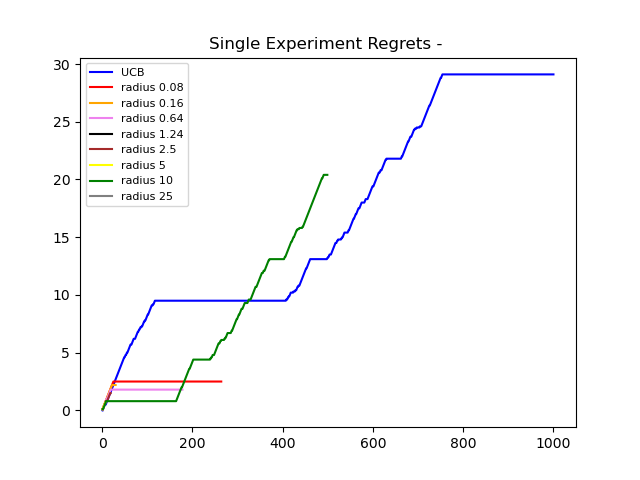 Single Experiment Regrets -
UCB
radius 0.08
radius 0.16
radius 0.64
radius 1.24
radius 2.5
radius 5
radius 10
radius 25
30
25
20
15
10
5
0
0 200 400 600 800 1000